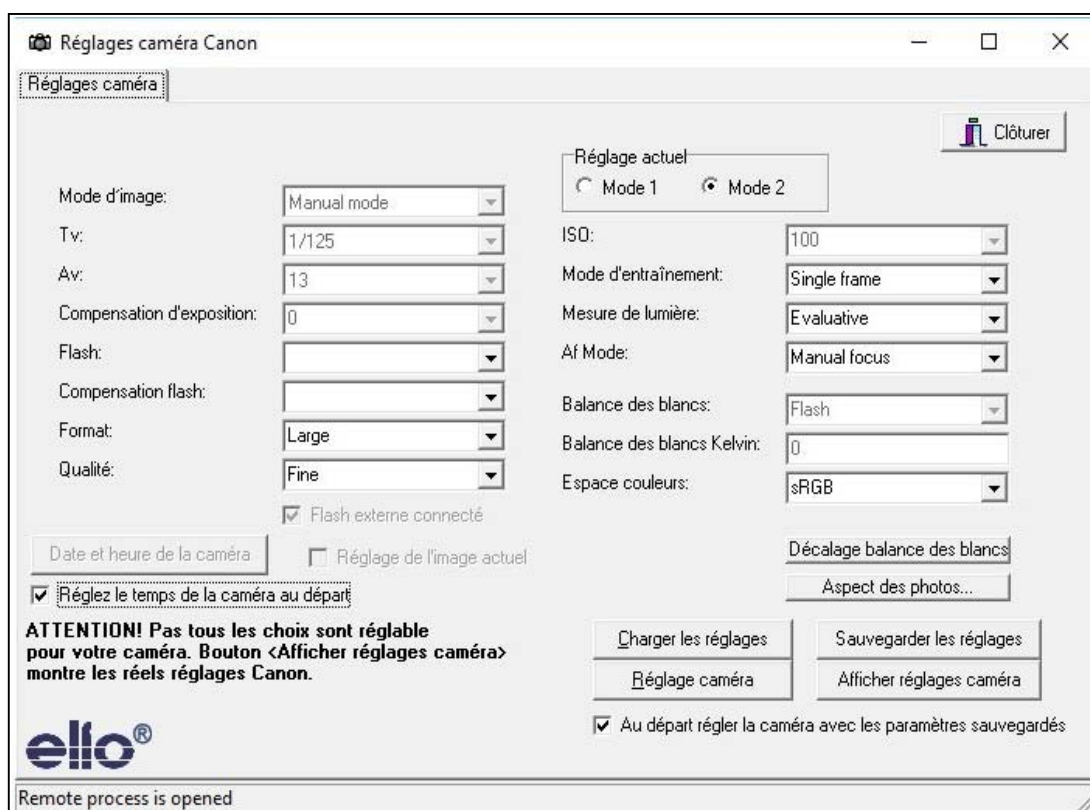 Réglages caméra Canon
Réglages caméra
Clôturer
Réglage actuel
Mode 1
Mode 2
Mode d'image:
Manual mode
Tv:
1/125
Av:
13
Compensation d'exposition:
0
Flash:
Compensation flash:
Format:
Large
Qualité:
Fine
Flash externe connecté
Date et heure de la caméra
Réglage de l'image actuel
Réglez le temps de la caméra au départ
ATTENTION! Pas tous les choix sont réglable
pour votre caméra. Bouton <Afficher réglages caméra>
montre les réels réglages Canon.
ISO:
100
Mode d'entraînement:
Single frame
Mesure de lumière:
Evaluative
Af Mode:
Manual focus
Balance des blancs:
Flash
Balance des blancs Kelvin:
0
Espace couleurs:
sRGB
Décalage balance des blancs
Aspect des photos...
Charger les réglages
Sauvegarder les réglages
Réglage caméra
Afficher réglages caméra
Au départ régler la caméra avec les paramètres sauvegardés
elfo®
Remote process is opened